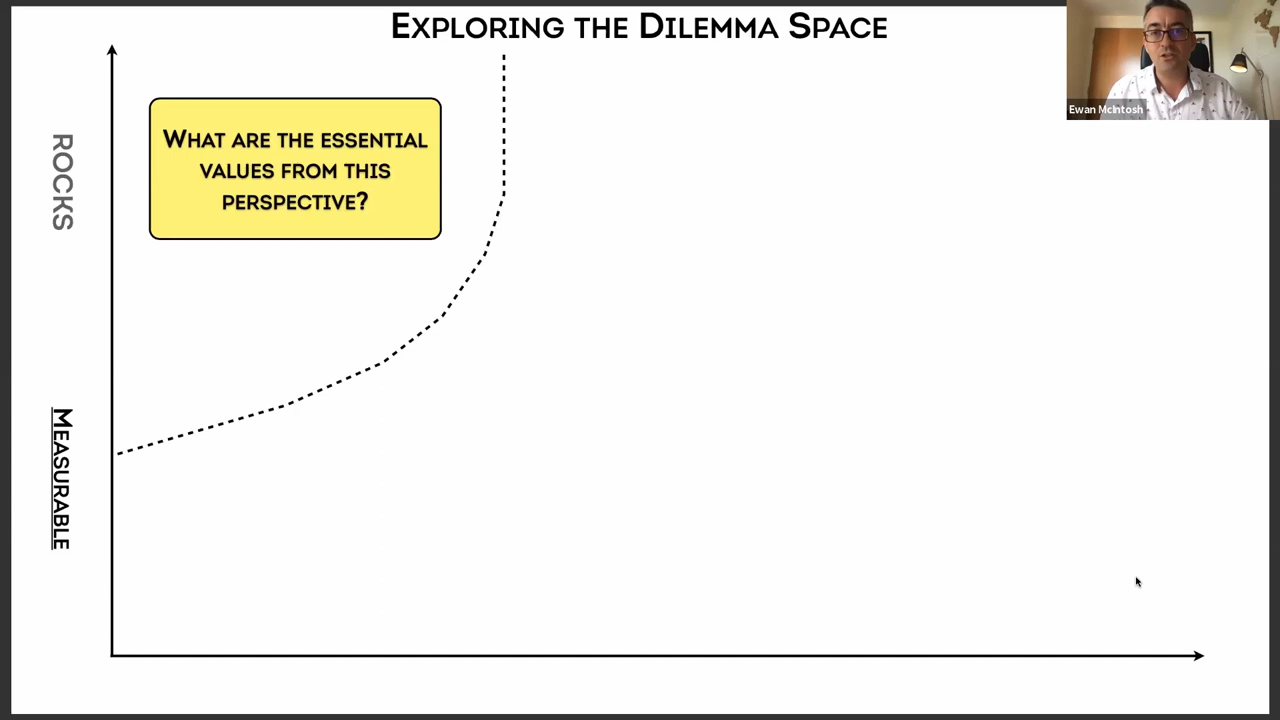 Exploring the Dilemma Space
Ewan McIntosh
What are the essential
values from this
perspective?
ROCKS
Measurable